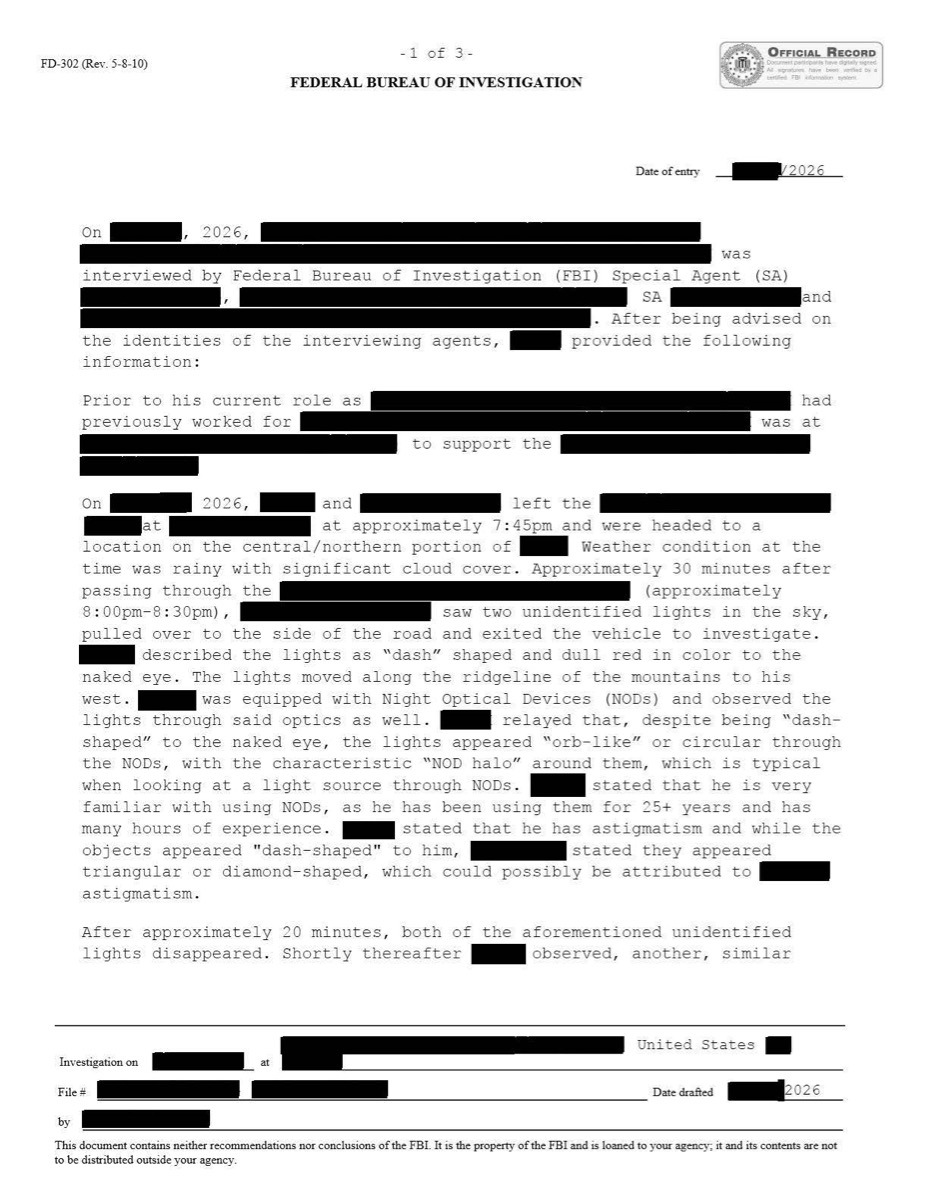 -1 of 3-
FD-302 (Rev. 5-8-10)
OFFICIAL RECORD
Document participants have digitally signed.
All signatures have been verified by a
certified FBI information system.
FEDERAL BUREAU OF INVESTIGATION
Date of entry /2026
On , 2026,
was
interviewed by Federal Bureau of Investigation (FBI) Special Agent (SA)
, SA and
. After being advised on
the identities of the interviewing agents, provided the following
information:
Prior to his current role as had
previously worked for was at
to support the
On 2026, and left the
at at approximately 7:45pm and were headed to a
location on the central/northern portion of Weather condition at the
time was rainy with significant cloud cover. Approximately 30 minutes after
passing through the (approximately
8:00pm-8:30pm), saw two unidentified lights in the sky,
pulled over to the side of the road and exited the vehicle to investigate.
described the lights as “dash” shaped and dull red in color to the
naked eye. The lights moved along the ridgeline of the mountains to his
west. was equipped with Night Optical Devices (NODs) and observed the
lights through said optics as well. relayed that, despite being “dash-
shaped” to the naked eye, the lights appeared “orb-like” or circular through
the NODs, with the characteristic “NOD halo” around them, which is typical
when looking at a light source through NODs. stated that he is very
familiar with using NODs, as he has been using them for 25+ years and has
many hours of experience. stated that he has astigmatism and while the
objects appeared "dash-shaped" to him, stated they appeared
triangular or diamond-shaped, which could possibly be attributed to
astigmatism.
After approximately 20 minutes, both of the aforementioned unidentified
lights disappeared. Shortly thereafter observed, another, similar
United States
Investigation on at
File # Date drafted 2026
by
This document contains neither recommendations nor conclusions of the FBI. It is the property of the FBI and is loaned to your agency; it and its contents are not
to be distributed outside your agency.